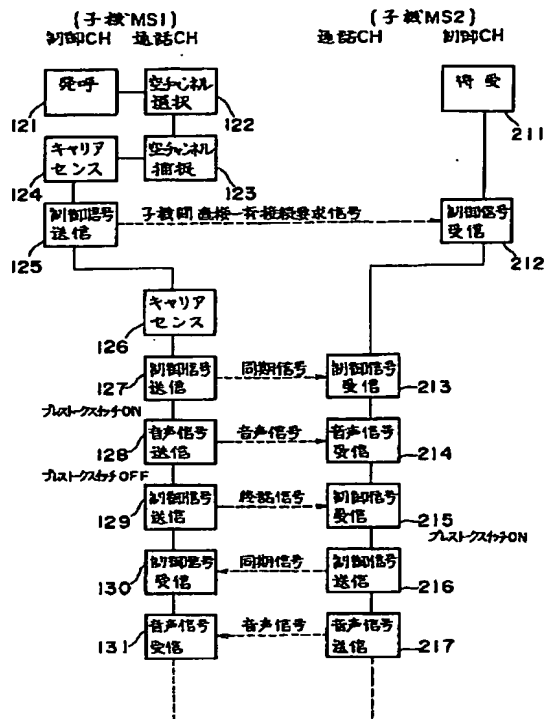 (子機MS1)
(子機MS2)
制御CH 通話CH
通話CH 制御CH
発呼
空チャンネル
選択
待受
121
122
211
キャリア
センス
空チャンネル
捕捉
124
123
制御信号
送信
子機間直接一斉接続要求信号
制御信号
受信
125
212
キャリア
センス
126
制御信号
送信
同期信号
制御信号
受信
127
213
プレストークスイッチON
音声信号
送信
音声信号
音声信号
受信
128
214
プレストークスイッチOFF
制御信号
送信
終話信号
制御信号
受信
129
215
プレストークスイッチON
制御信号
受信
同期信号
制御信号
送信
130
216
音声信号
受信
音声信号
音声信号
送信
131
217